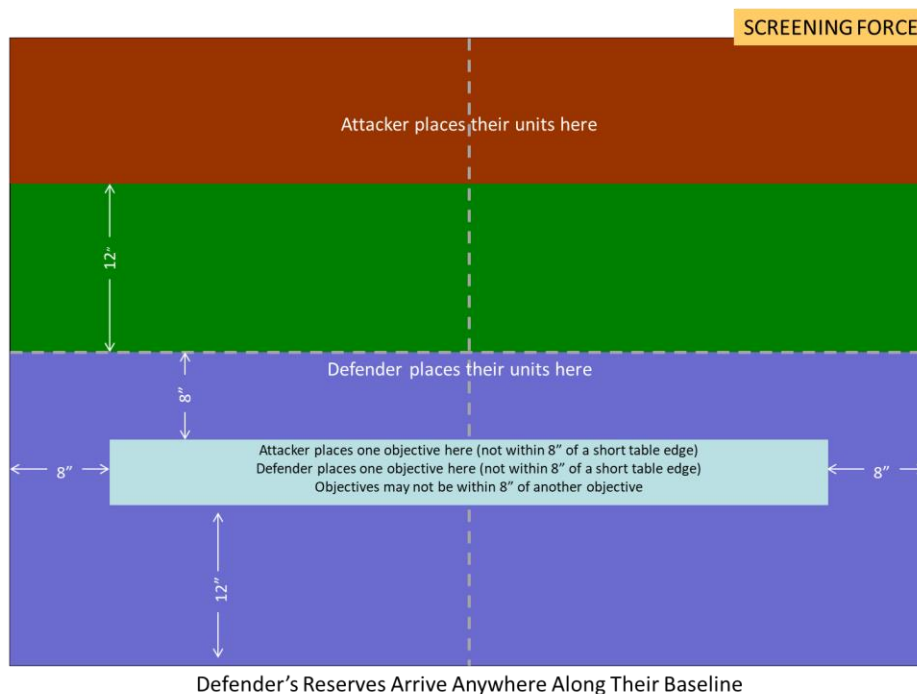 SCREENING FORCE
Attacker places their units here
12”
Defender places their units here
8”
Attacker places one objective here (not within 8” of a short table edge)
Defender places one objective here (not within 8” of a short table edge)
Objectives may not be within 8” of another objective
8”
8”
12”
Defender’s Reserves Arrive Anywhere Along Their Baseline